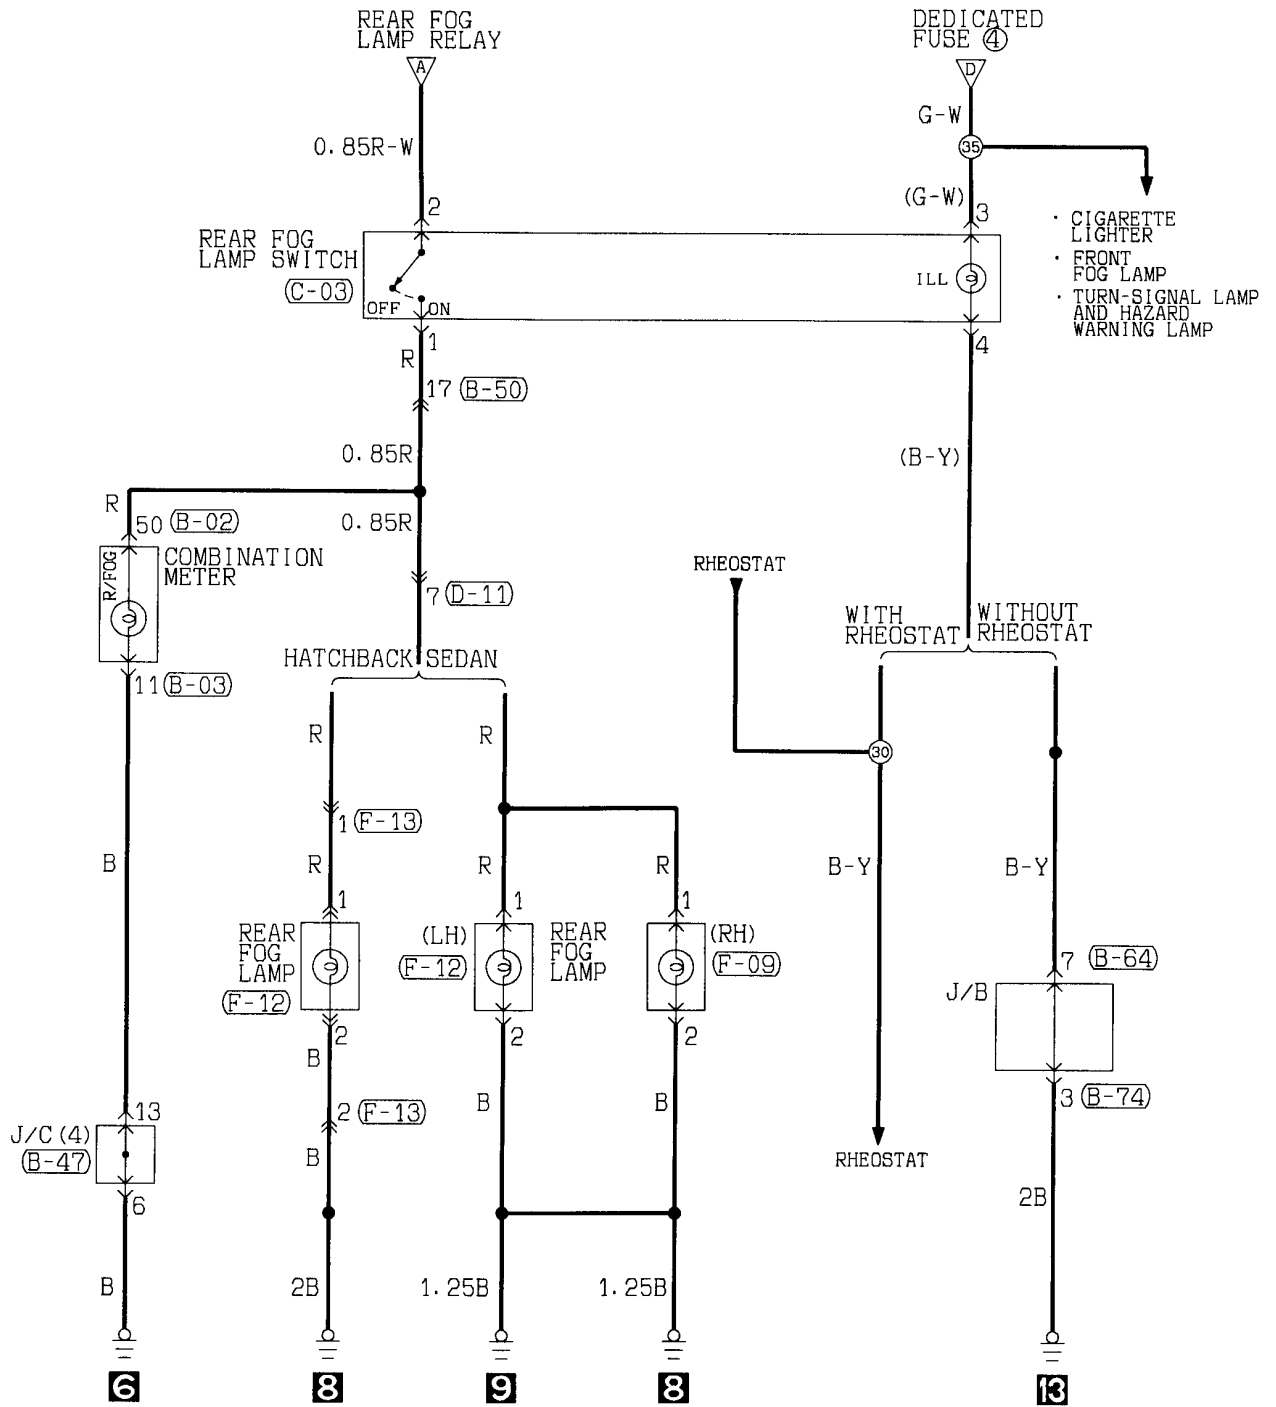 REAR FOG
LAMP RELAY
A
DEDICATED
FUSE ④
D
G-W
0.85R-W
35
(G-W)
2
3
REAR FOG
LAMP SWITCH
(C-03)
OFF
ON
ILL
· CIGARETTE
LIGHTER
· FRONT
FOG LAMP
· TURN-SIGNAL LAMP
AND HAZARD
WARNING LAMP
1
4
R
17 (B-50)
0.85R
(B-Y)
R
50 (B-02)
0.85R
R/FOG
COMBINATION
METER
7 (D-11)
RHEOSTAT
WITH
RHEOSTAT
WITHOUT
RHEOSTAT
HATCHBACK
SEDAN
11 (B-03)
R
R
30
1 (F-13)
B
R
R
R
B-Y
B-Y
1
1
1
REAR
FOG
LAMP
(F-12)
(LH)
(F-12)
REAR
FOG
LAMP
(RH)
(F-09)
7 (B-64)
J/B
2
2
2
B
B
B
3 (B-74)
13
2 (F-13)
J/C(4)
(B-47)
B
RHEOSTAT
6
2B
B
2B
1.25B
1.25B
6
8
9
8
13